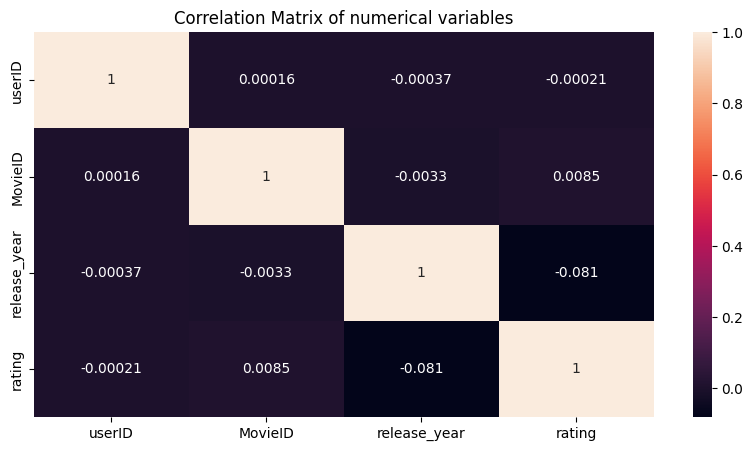 Correlation Matrix of numerical variables
userID
1
0.00016
-0.00037
-0.00021
MovieID
0.00016
1
-0.0033
0.0085
release_year
-0.00037
-0.0033
1
-0.081
rating
-0.00021
0.0085
-0.081
1
userID
MovieID
release_year
rating
1.0
0.8
0.6
0.4
0.2
0.0